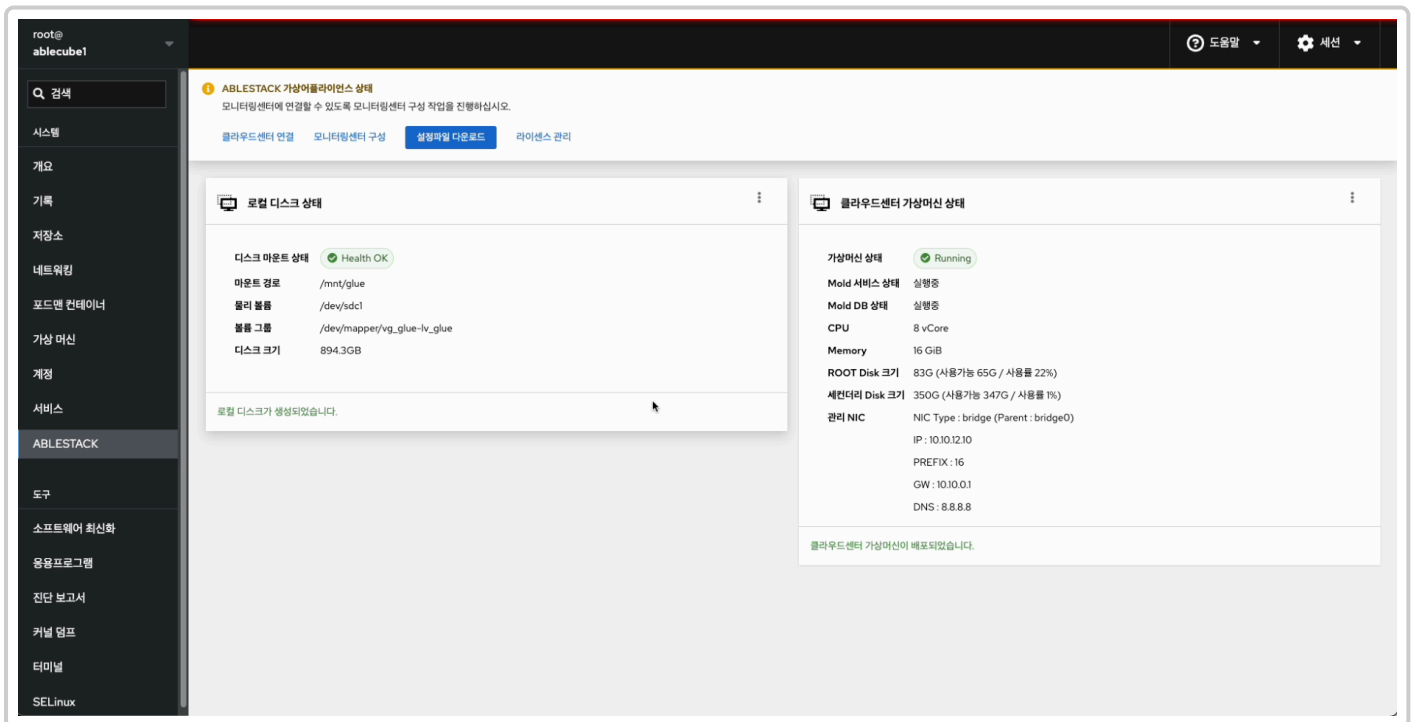 root@
ablecube1
도움말
세션
검색
시스템
개요
기록
저장소
네트워킹
포드맨 컨테이너
가상 머신
계정
서비스
ABLESTACK
도구
소프트웨어 최신화
응용프로그램
진단 보고서
커널 덤프
터미널
SELinux
ABLESTACK 가상어플라이언스 상태
모니터링센터에 연결할 수 있도록 모니터링센터 구성 작업을 진행하십시오.
클라우드센터 연결 모니터링센터 구성 설정파일 다운로드 라이센스 관리
로컬 디스크 상태
디스크 마운트 상태 Health OK
마운트 경로 /mnt/glue
물리 볼륨 /dev/sdc1
볼륨 그룹 /dev/mapper/vg_glue-lv_glue
디스크 크기 894.3GB
로컬 디스크가 생성되었습니다.
클라우드센터 가상머신 상태
가상머신 상태 Running
Mold 서비스 상태 실행중
Mold DB 상태 실행중
CPU 8 vCore
Memory 16 GiB
ROOT Disk 크기 83G (사용가능 65G / 사용률 22%)
세컨더리 Disk 크기 350G (사용가능 347G / 사용률 1%)
관리 NIC NIC Type : bridge (Parent : bridge0)
IP : 10.10.12.10
PREFIX : 16
GW : 10.10.0.1
DNS : 8.8.8.8
클라우드센터 가상머신이 배포되었습니다.